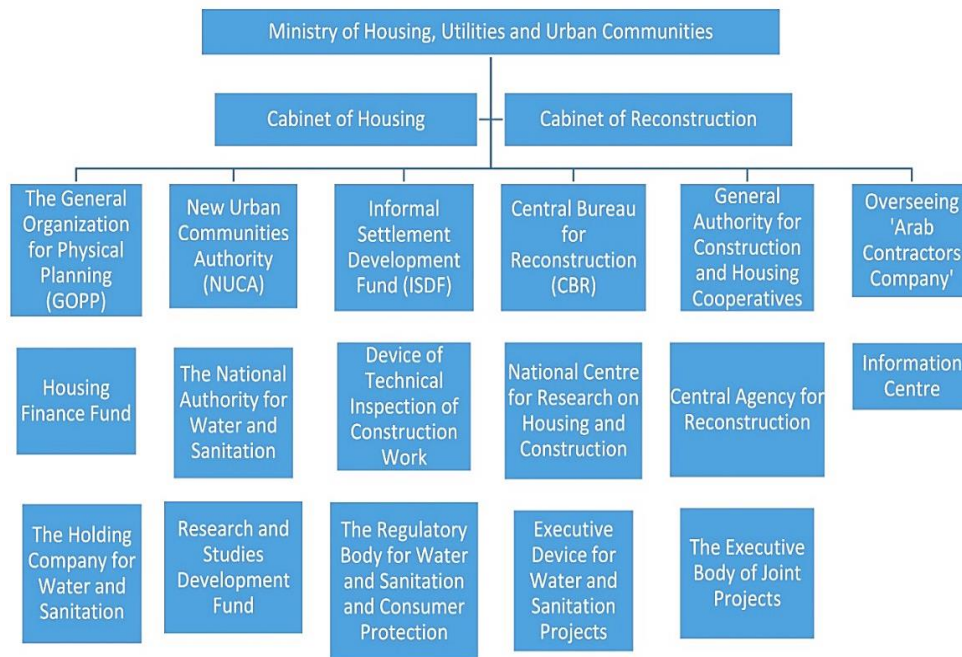 Ministry of Housing, Utilities and Urban Communities
Cabinet of Housing
Cabinet of Reconstruction
The General
Organization
for Physical
Planning
(GOPP)
New Urban
Communities
Authority
(NUCA)
Informal
Settlement
Development
Fund (ISDF)
Central Bureau
for
Reconstruction
(CBR)
General
Authority for
Construction
and Housing
Cooperatives
Overseeing
'Arab
Contractors
Company'
Housing
Finance Fund
The National
Authority for
Water and
Sanitation
Device of
Technical
Inspection of
Construction
Work
National Centre
for Research on
Housing and
Construction
Central Agency for
Reconstruction
Information
Centre
The Holding
Company for
Water and
Sanitation
Research and
Studies
Development
Fund
The Regulatory
Body for Water
and Sanitation
and Consumer
Protection
Executive
Device for
Water and
Sanitation
Projects
The Executive
Body of Joint
Projects